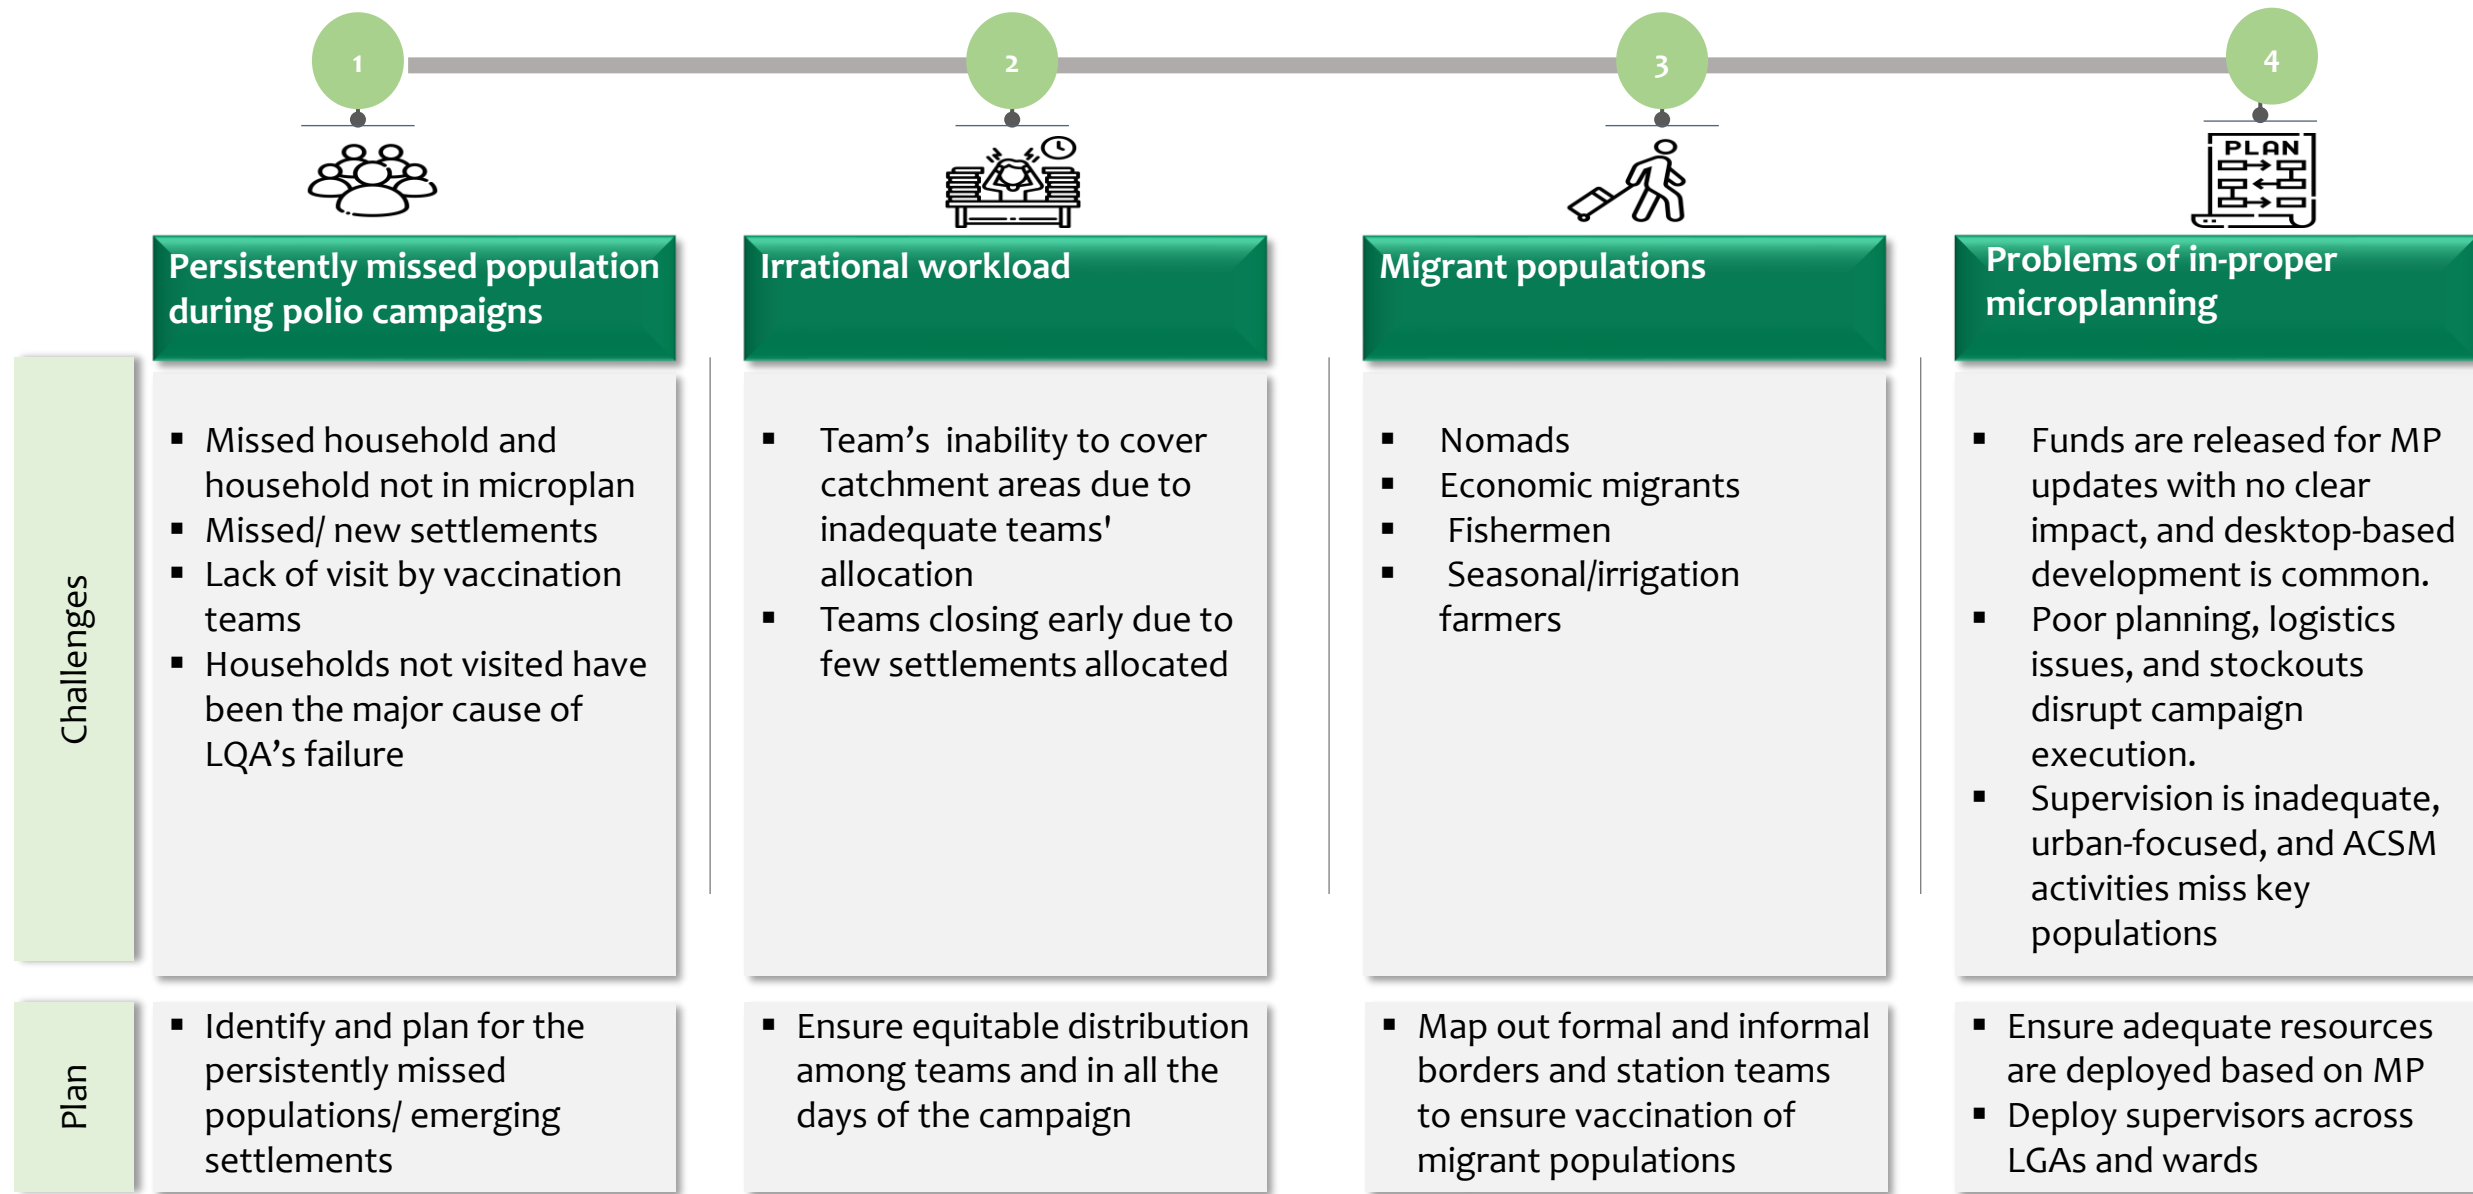 1
2
3
4
PLAN
Persistently missed population
during polio campaigns
Irrational workload
Migrant populations
Problems of in-proper
microplanning
Challenges
▪ Missed household and
household not in microplan
▪ Missed/ new settlements
▪ Lack of visit by vaccination
teams
▪ Households not visited have
been the major cause of
LQA’s failure
▪ Team’s  inability to cover
catchment areas due to
inadequate teams'
allocation
▪ Teams closing early due to
few settlements allocated
▪ Nomads
▪ Economic migrants
▪ Fishermen
▪ Seasonal/irrigation
farmers
▪ Funds are released for MP
updates with no clear
impact, and desktop-based
development is common.
▪ Poor planning, logistics
issues, and stockouts
disrupt campaign
execution.
▪ Supervision is inadequate,
urban-focused, and ACSM
activities miss key
populations
Plan
▪ Identify and plan for the
persistently missed
populations/ emerging
settlements
▪ Ensure equitable distribution
among teams and in all the
days of the campaign
▪ Map out formal and informal
borders and station teams
to ensure vaccination of
migrant populations
▪ Ensure adequate resources
are deployed based on MP
▪ Deploy supervisors across
LGAs and wards